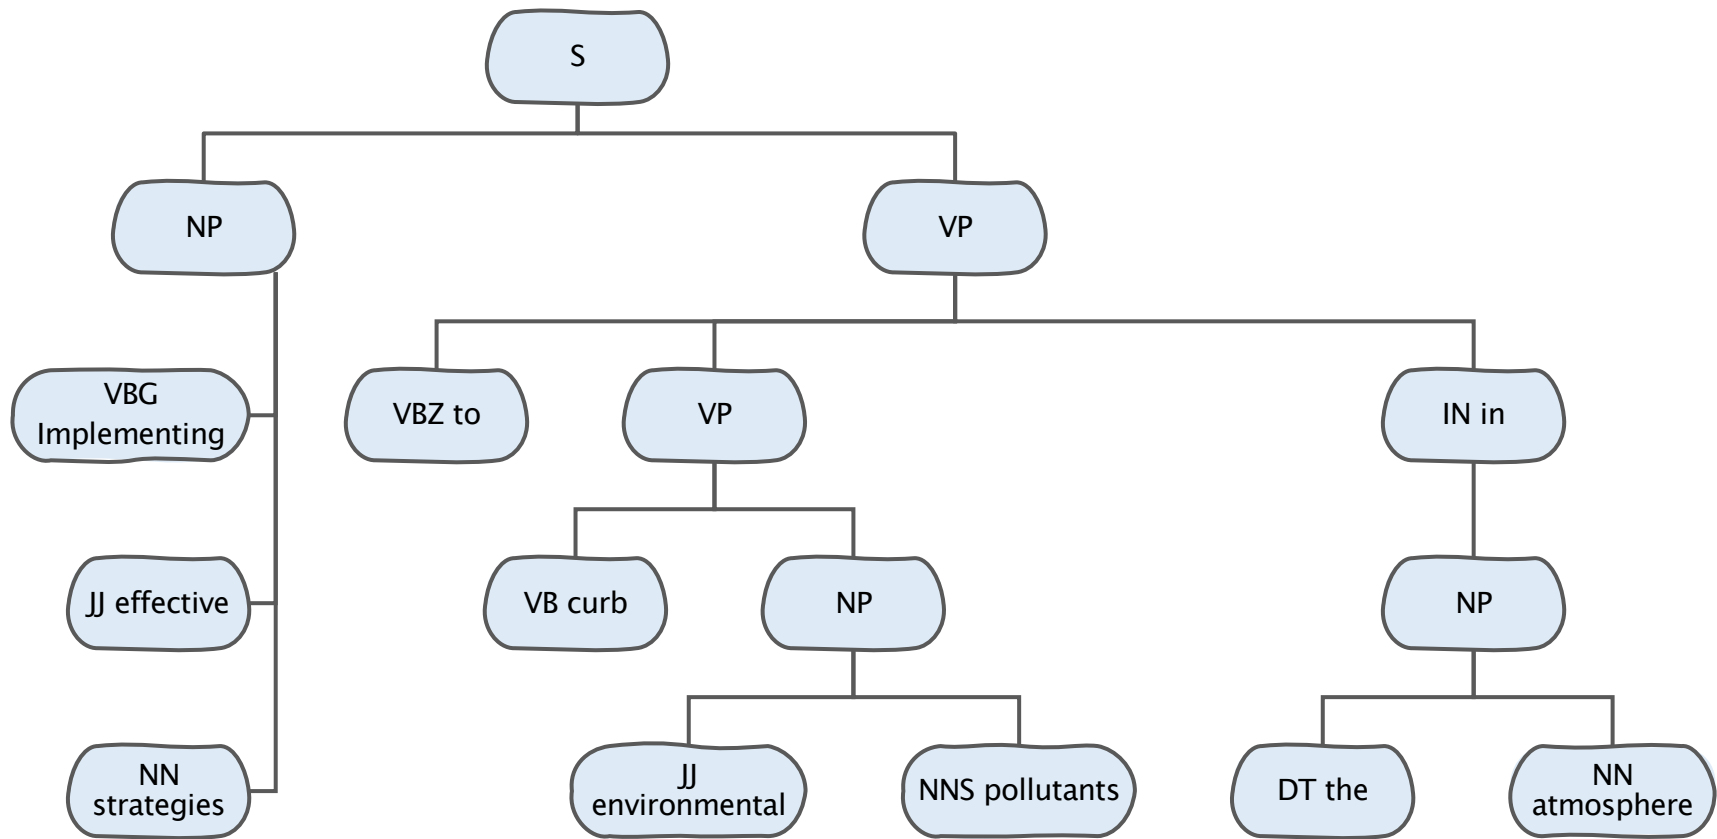 S
NP
VP
VBG
Implementing
VBZ to
VP
IN in
JJ effective
VB curb
NP
NP
NN
strategies
JJ
environmental
NNS pollutants
DT the
NN
atmosphere